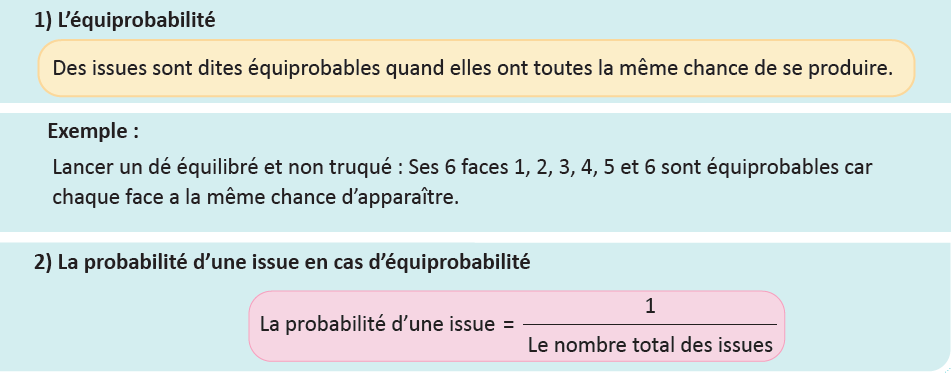 1) L’équiprobabilité
Des issues sont dites équiprobables quand elles ont toutes la même chance de se produire.
Exemple :
Lancer un dé équilibré et non truqué : Ses 6 faces 1, 2, 3, 4, 5 et 6 sont équiprobables car
chaque face a la même chance d’apparaître.
2) La probabilité d’une issue en cas d’équiprobabilité
La probabilité d’une issue = 1
Le nombre total des issues